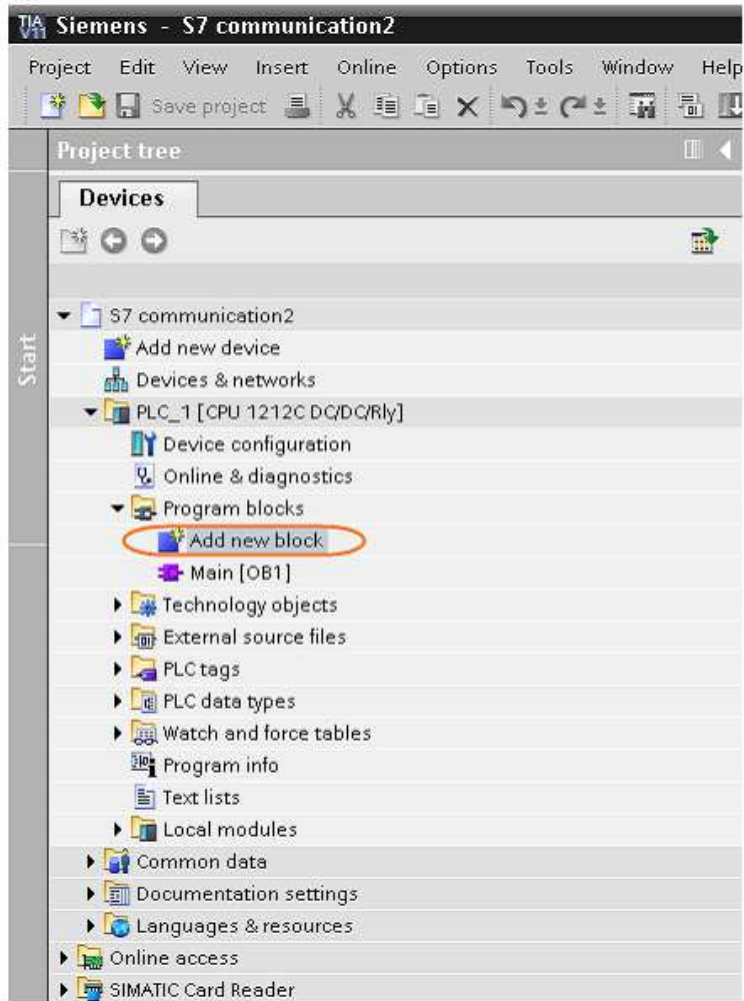 TIA V11 Siemens - S7 communication2
Project Edit View Insert Online Options Tools Window Help
Save project
Project tree
Devices
Start
S7 communication2
Add new device
Devices & networks
PLC_1 [CPU 1212C DC/DC/Rly]
Device configuration
Online & diagnostics
Program blocks
Add new block
Main [OB1]
Technology objects
External source files
PLC tags
PLC data types
Watch and force tables
Program info
Text lists
Local modules
Common data
Documentation settings
Languages & resources
Online access
SIMATIC Card Reader